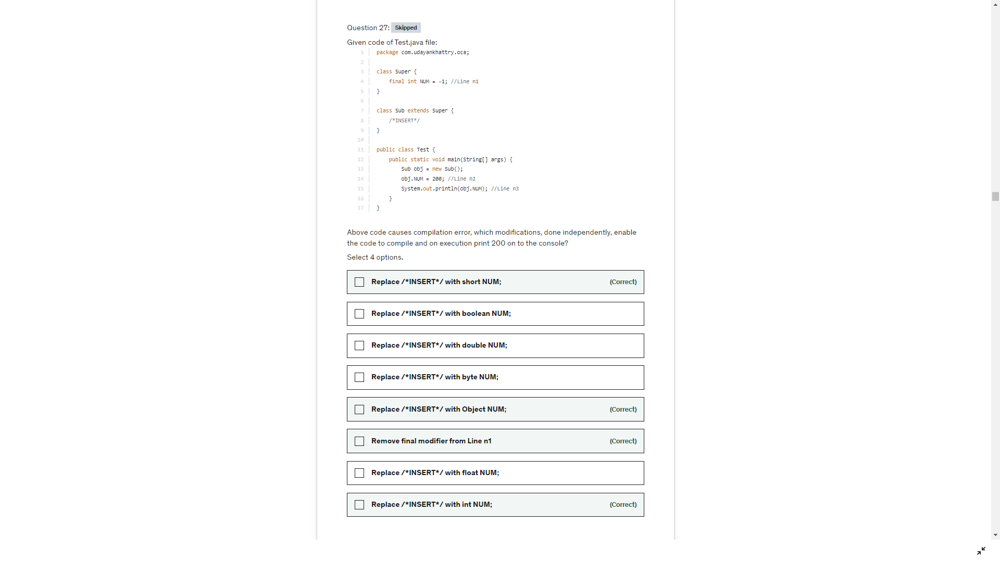 Question 27: Skipped
Given code of Test.java file:
1 package com.udayankhattry.oca;
2
3 class Super {
4 final int NUM = -1; //Line n1
5 }
6
7 class Sub extends Super {
8 /*INSERT*/
9 }
10
11 public class Test {
12 public static void main(String[] args) {
13 Sub obj = new Sub();
14 obj.NUM = 200; //Line n2
15 System.out.println(obj.NUM); //Line n3
16 }
17 }
Above code causes compilation error, which modifications, done independently, enable
the code to compile and on execution print 200 on to the console?
Select 4 options.
Replace /*INSERT*/ with short NUM; (Correct)
Replace /*INSERT*/ with boolean NUM;
Replace /*INSERT*/ with double NUM;
Replace /*INSERT*/ with byte NUM;
Replace /*INSERT*/ with Object NUM; (Correct)
Remove final modifier from Line n1 (Correct)
Replace /*INSERT*/ with float NUM;
Replace /*INSERT*/ with int NUM; (Correct)